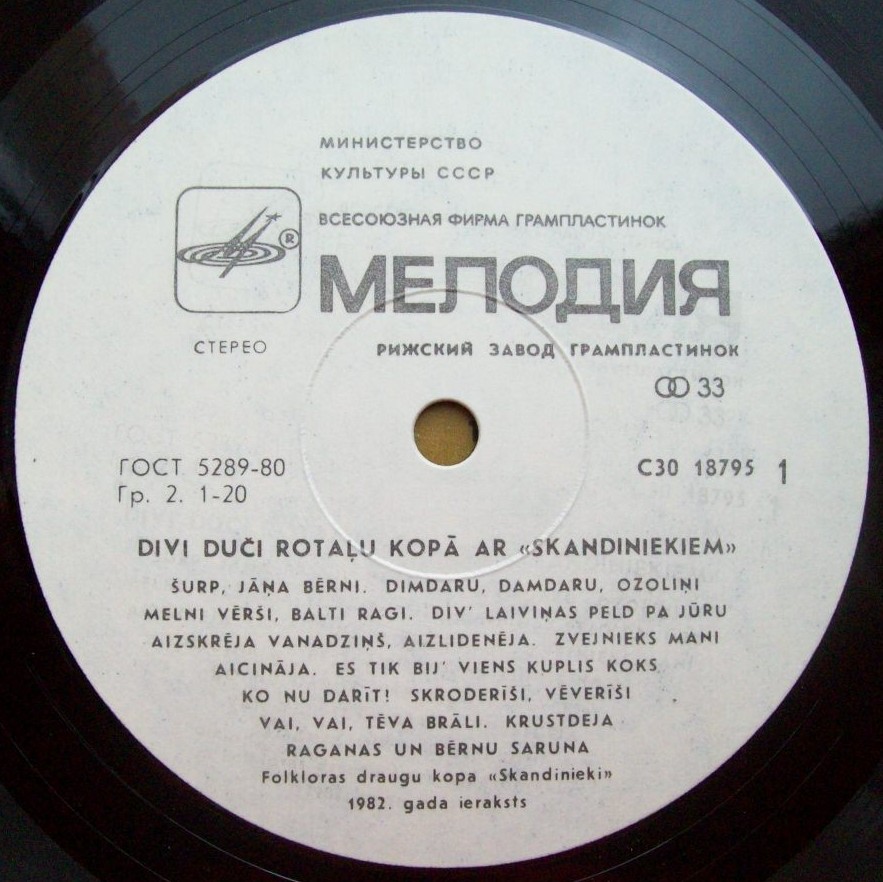 МИНИСТЕРСТВО
КУЛЬТУРЫ СССР
ВСЕСОЮЗНАЯ ФИРМА ГРАМПЛАСТИНОК
®
МЕЛОДИЯ
СТЕРЕО
РИЖСКИЙ ЗАВОД ГРАМПЛАСТИНОК
33
ГОСТ 5289-80
С30 18795 1
Гр. 2. 1-20
DIVI DUČI ROTAĻU KOPĀ AR «SKANDINIEKIEM»
ŠURP, JĀŅA BĒRNI. DIMDARU, DAMDARU, OZOLIŅI
MELNI VĒRŠI, BALTI RAGI. DIV' LAIVIŅAS PELD PA JŪRU
AIZSKRĒJA VANADZIŅŠ, AIZLIDENĒJA. ZVEJNIEKS MANI
AICINĀJA. ES TIK BIJ' VIENS KUPLIS KOKS
KO NU DARĪT! SKRODERĪŠI, VĒVERĪŠI
VAI, VAI, TĒVA BRĀLI. KRUSTDEJA
RAGANAS UN BĒRNU SARUNA
Folkloras draugu kopa «Skandinieki»
1982. gada ieraksts